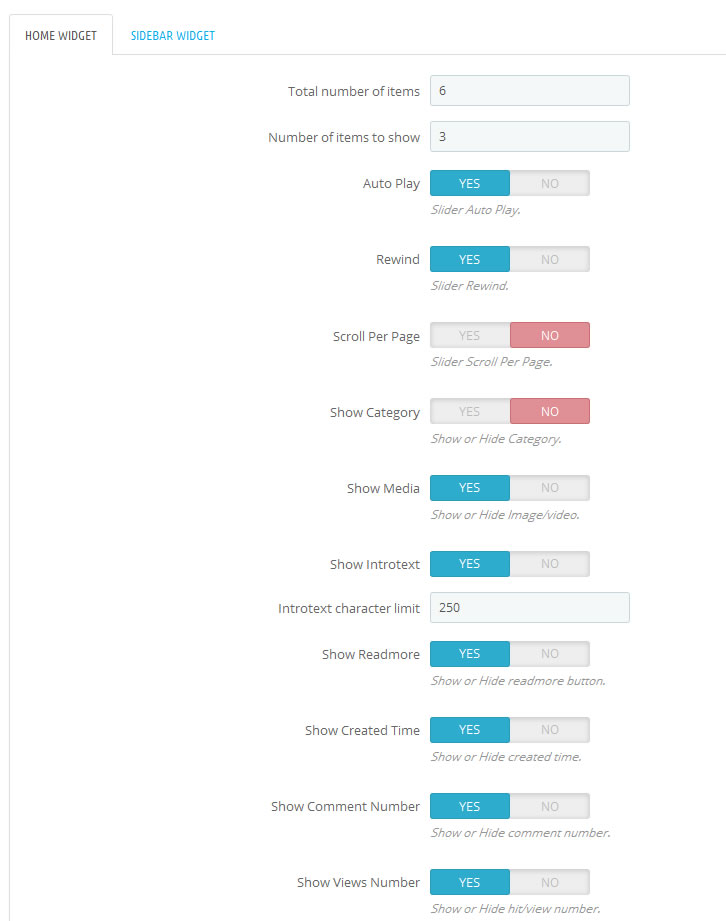 HOME WIDGET SIDEBAR WIDGET
Total number of items 6
Number of items to show 3
Auto Play YES NO
Slider Auto Play.
Rewind YES NO
Slider Rewind.
Scroll Per Page YES NO
Slider Scroll Per Page.
Show Category YES NO
Show or Hide Category.
Show Media YES NO
Show or Hide Image/video.
Show Introtext YES NO
Introtext character limit 250
Show Readmore YES NO
Show or Hide readmore button.
Show Created Time YES NO
Show or Hide created time.
Show Comment Number YES NO
Show or Hide comment number.
Show Views Number YES NO
Show or Hide hit/view number.